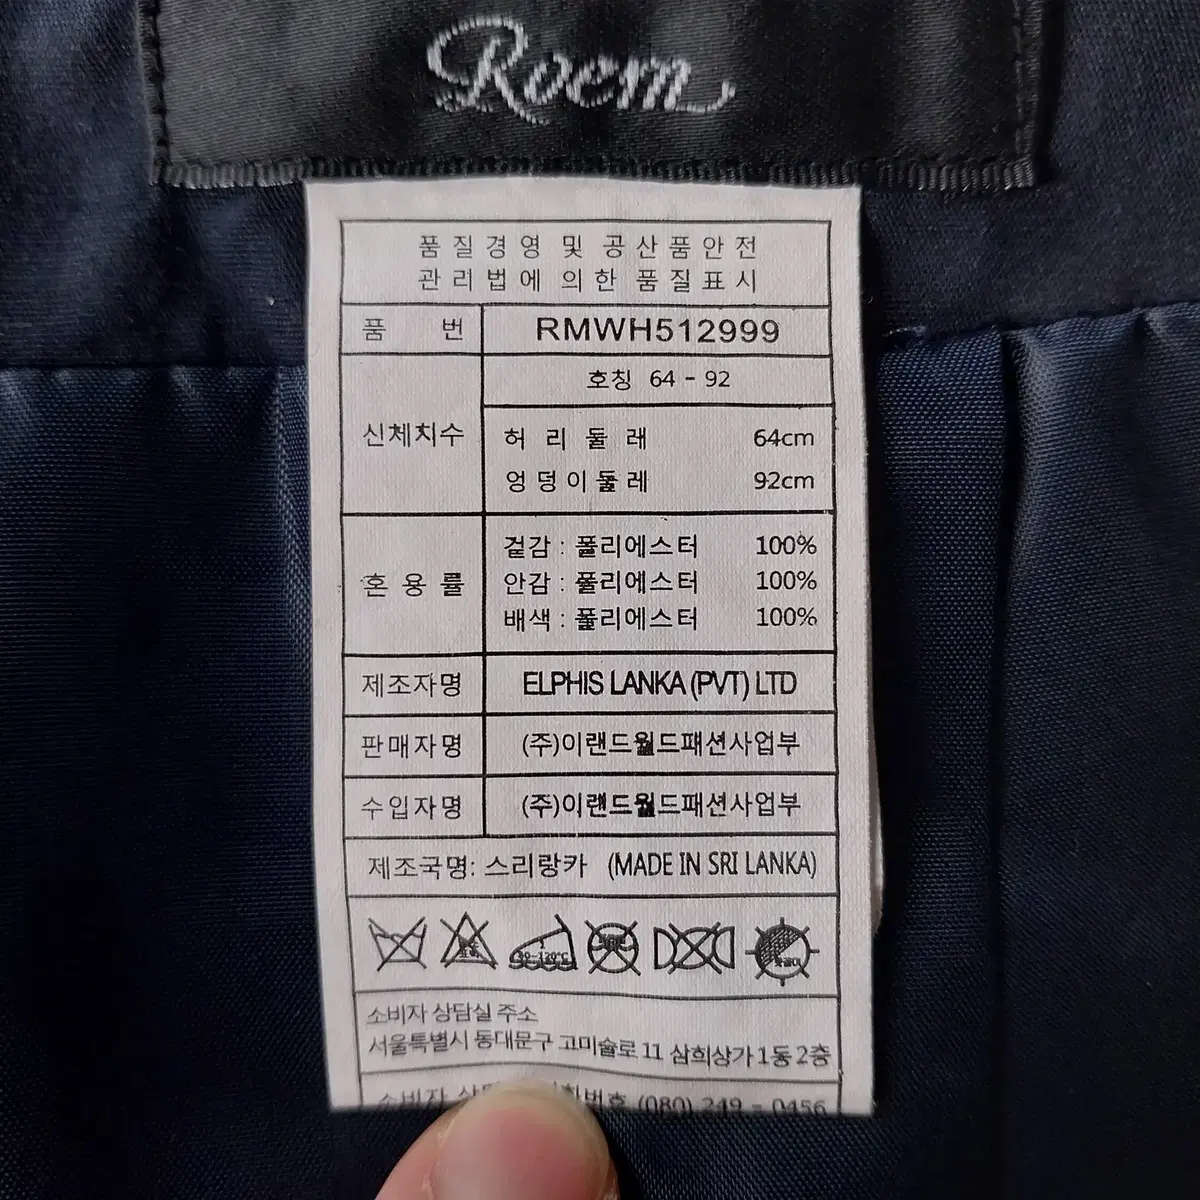 Roem
품질경영 및 공산품안전
관리법에 의한 품질표시
품 번 RMWH512999
신체치수
호칭 64 - 92
허리둘레 64cm
엉덩이둘레 92cm
혼용률
겉감 : 폴리에스터 100%
안감 : 폴리에스터 100%
배색 : 폴리에스터 100%
제조자명 ELPHIS LANKA (PVT) LTD
판매자명 (주)이랜드월드패션사업부
수입자명 (주)이랜드월드패션사업부
제조국명: 스리랑카 (MADE IN SRI LANKA)
소비자 상담실 주소
서울특별시 동대문구 고미술로 11 삼희상가 1동 2층
소비자 번호 (080) 249 - 0456